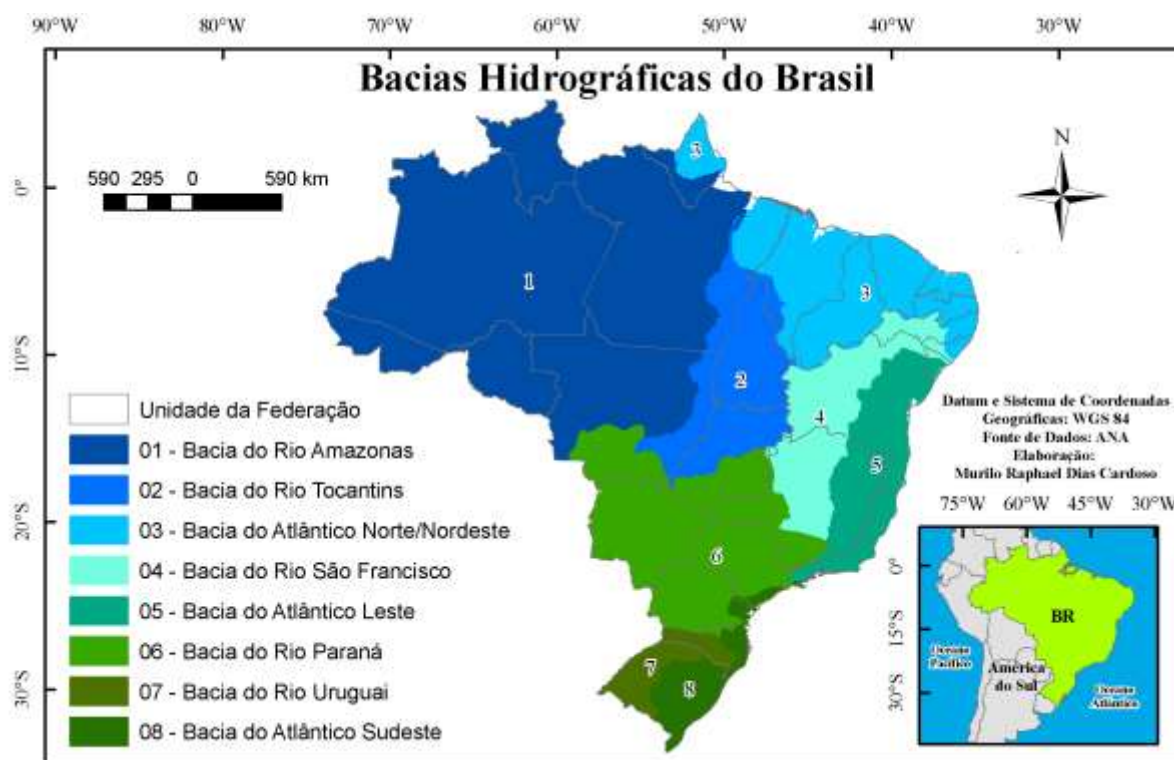 90°W 80°W 70°W 60°W 50°W 40°W 30°W
Bacias Hidrográficas do Brasil
590 295 0 590 km
N
0°
10°S
20°S
30°S
3
1
3
2
4
5
6
7
8
Unidade da Federação
01 - Bacia do Rio Amazonas
02 - Bacia do Rio Tocantins
03 - Bacia do Atlântico Norte/Nordeste
04 - Bacia do Rio São Francisco
05 - Bacia do Atlântico Leste
06 - Bacia do Rio Paraná
07 - Bacia do Rio Uruguai
08 - Bacia do Atlântico Sudeste
Datum e Sistema de Coordenadas
Geográficas: WGS 84
Fonte de Dados: ANA
Elaboração:
Murilo Raphael Dias Cardoso
75°W 60°W 45°W 30°W
0°
15°S
30°S
BR
Oceano
Pacífico
América
do Sul
Oceano
Atlântico